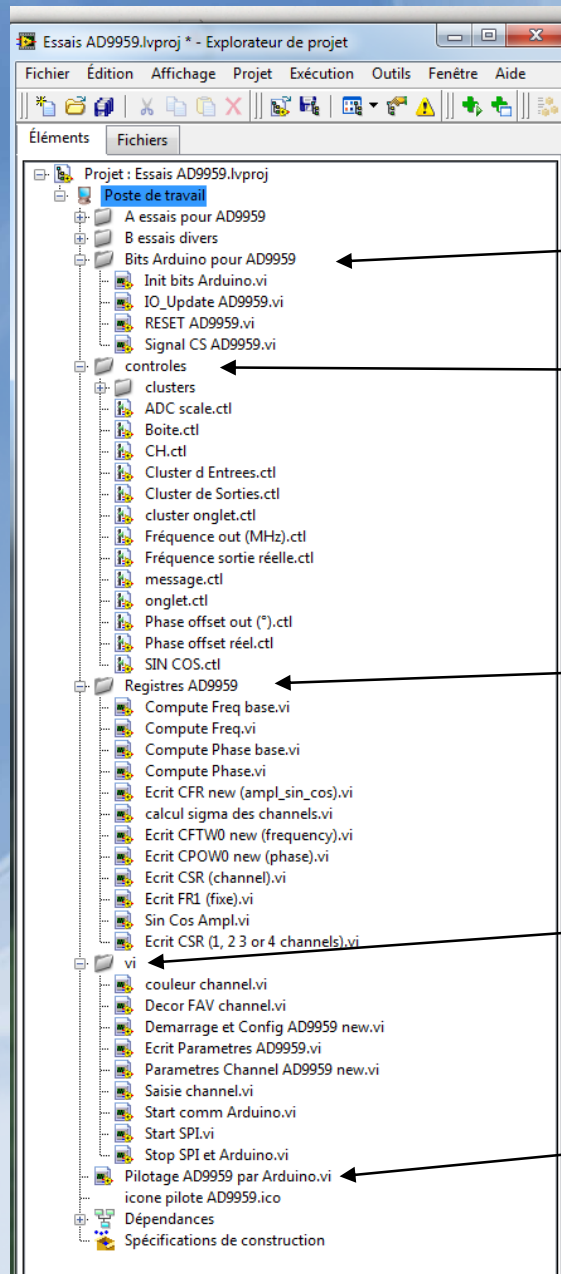 Essais AD9959.lvproj * - Explorateur de projet
Fichier Édition Affichage Projet Exécution Outils Fenêtre Aide
Éléments Fichiers
Projet : Essais AD9959.lvproj
Poste de travail
A essais pour AD9959
B essais divers
Bits Arduino pour AD9959
Init bits Arduino.vi
IO_Update AD9959.vi
RESET AD9959.vi
Signal CS AD9959.vi
controles
clusters
ADC scale.ctl
Boite.ctl
CH.ctl
Cluster d Entrees.ctl
Cluster de Sorties.ctl
cluster onglet.ctl
Fréquence out (MHz).ctl
Fréquence sortie réelle.ctl
message.ctl
onglet.ctl
Phase offset out (°).ctl
Phase offset réel.ctl
SIN COS.ctl
Registres AD9959
Compute Freq base.vi
Compute Freq.vi
Compute Phase base.vi
Compute Phase.vi
Ecrit CFR new (ampl_sin_cos).vi
calcul sigma des channels.vi
Ecrit CFTW0 new (frequency).vi
Ecrit CPOW0 new (phase).vi
Ecrit CSR (channel).vi
Ecrit FR1 (fixe).vi
Sin Cos Ampl.vi
Ecrit CSR (1, 2 3 or 4 channels).vi
vi
couleur channel.vi
Decor FAV channel.vi
Demarrage et Config AD9959 new.vi
Ecrit Parametres AD9959.vi
Parametres Channel AD9959 new.vi
Saisie channel.vi
Start comm Arduino.vi
Start SPI.vi
Stop SPI et Arduino.vi
Pilotage AD9959 par Arduino.vi
icone pilote AD9959.ico
Dépendances
Spécifications de construction